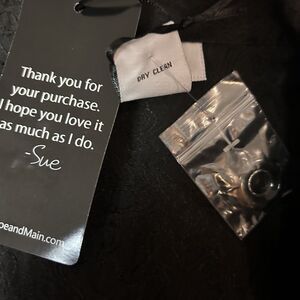 Thank you for
your purchase.
I hope you love it
as much as I do.
-Sue
peandMain.com
DRY CLEAN